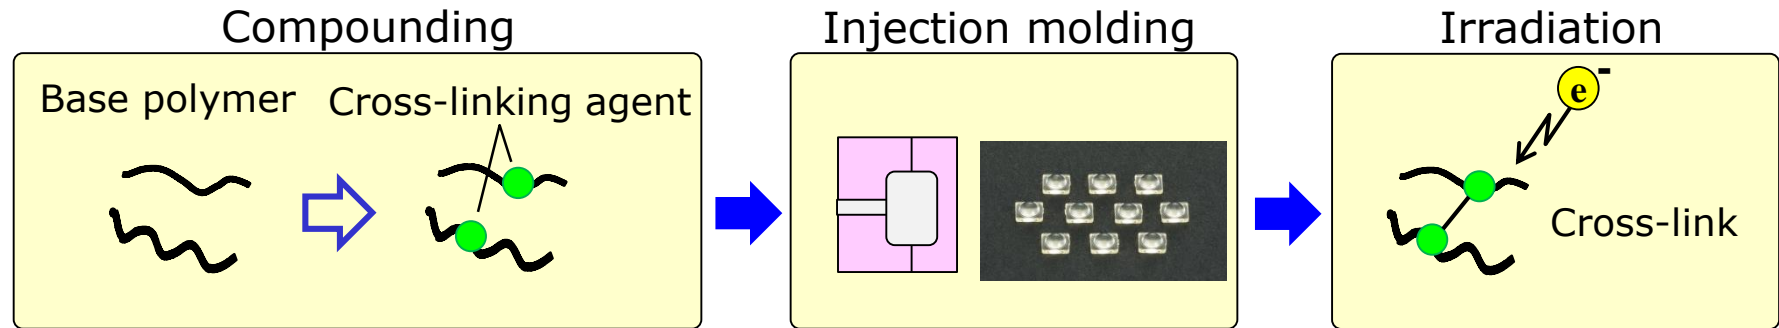 Compounding
Base polymer
Cross-linking agent
Injection molding
Irradiation
e-
Cross-link